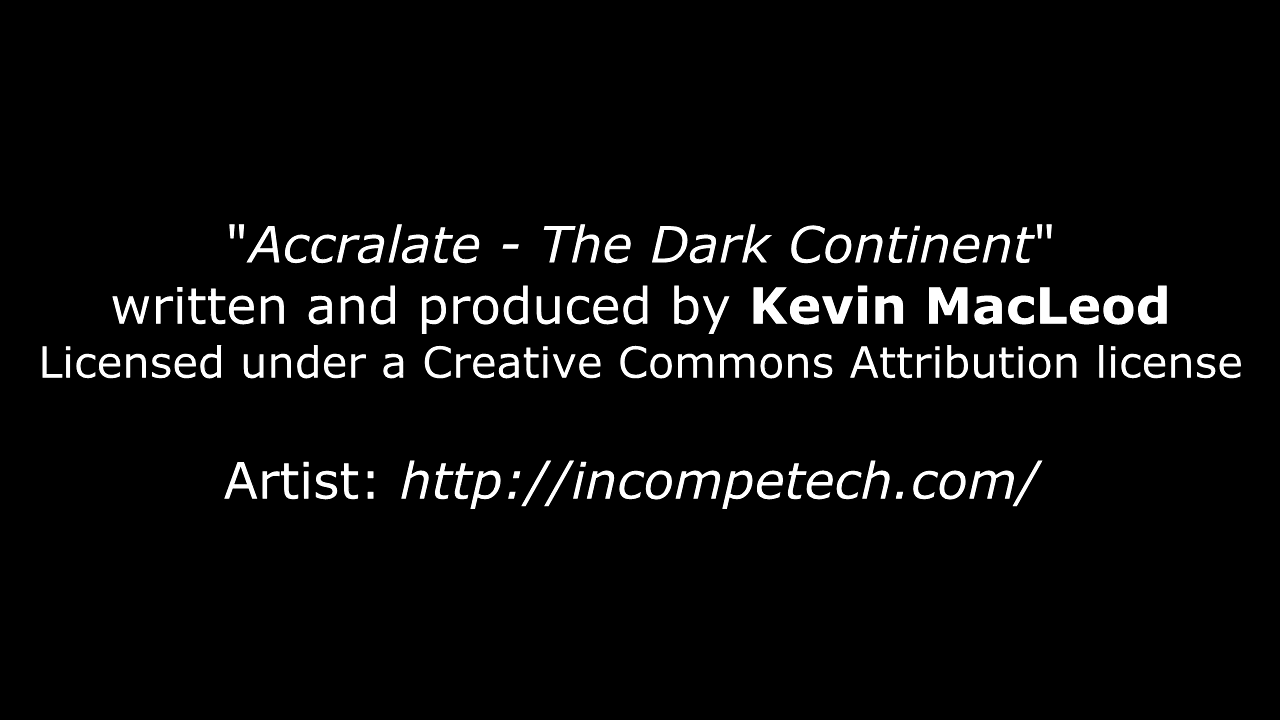 "Accralate - The Dark Continent"
written and produced by Kevin MacLeod
Licensed under a Creative Commons Attribution license
Artist: http://incompetech.com/